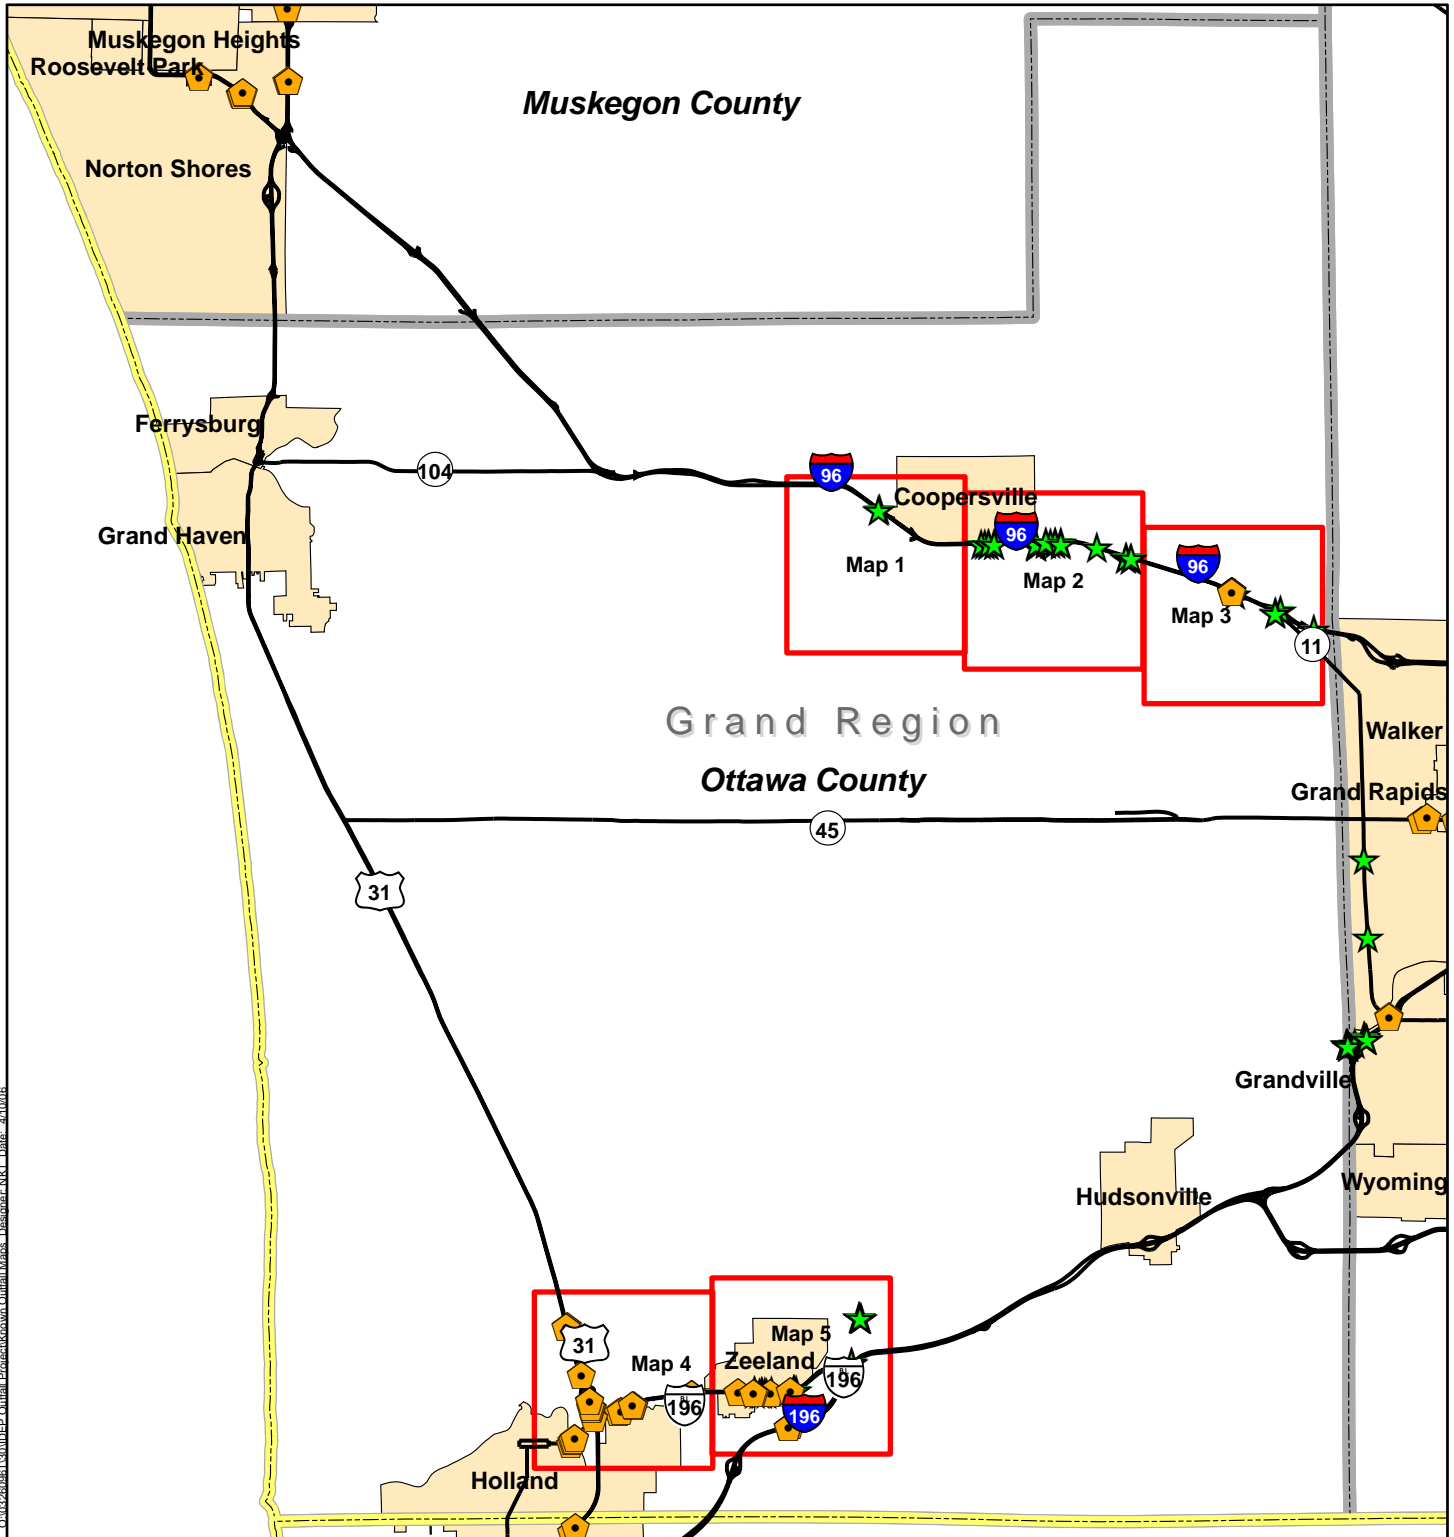 Muskegon Heights
Roosevelt Park
Muskegon County
Norton Shores
Ferrysburg
104
96
Coopersville
Grand Haven
96
Map 1
Map 2
96
Map 3
11
Grand Region
Walker
Ottawa County
Grand Rapids
45
31
Grandville
Wyoming
Hudsonville
31
Map 4
Map 5
Zeeland
196
196
196
Holland